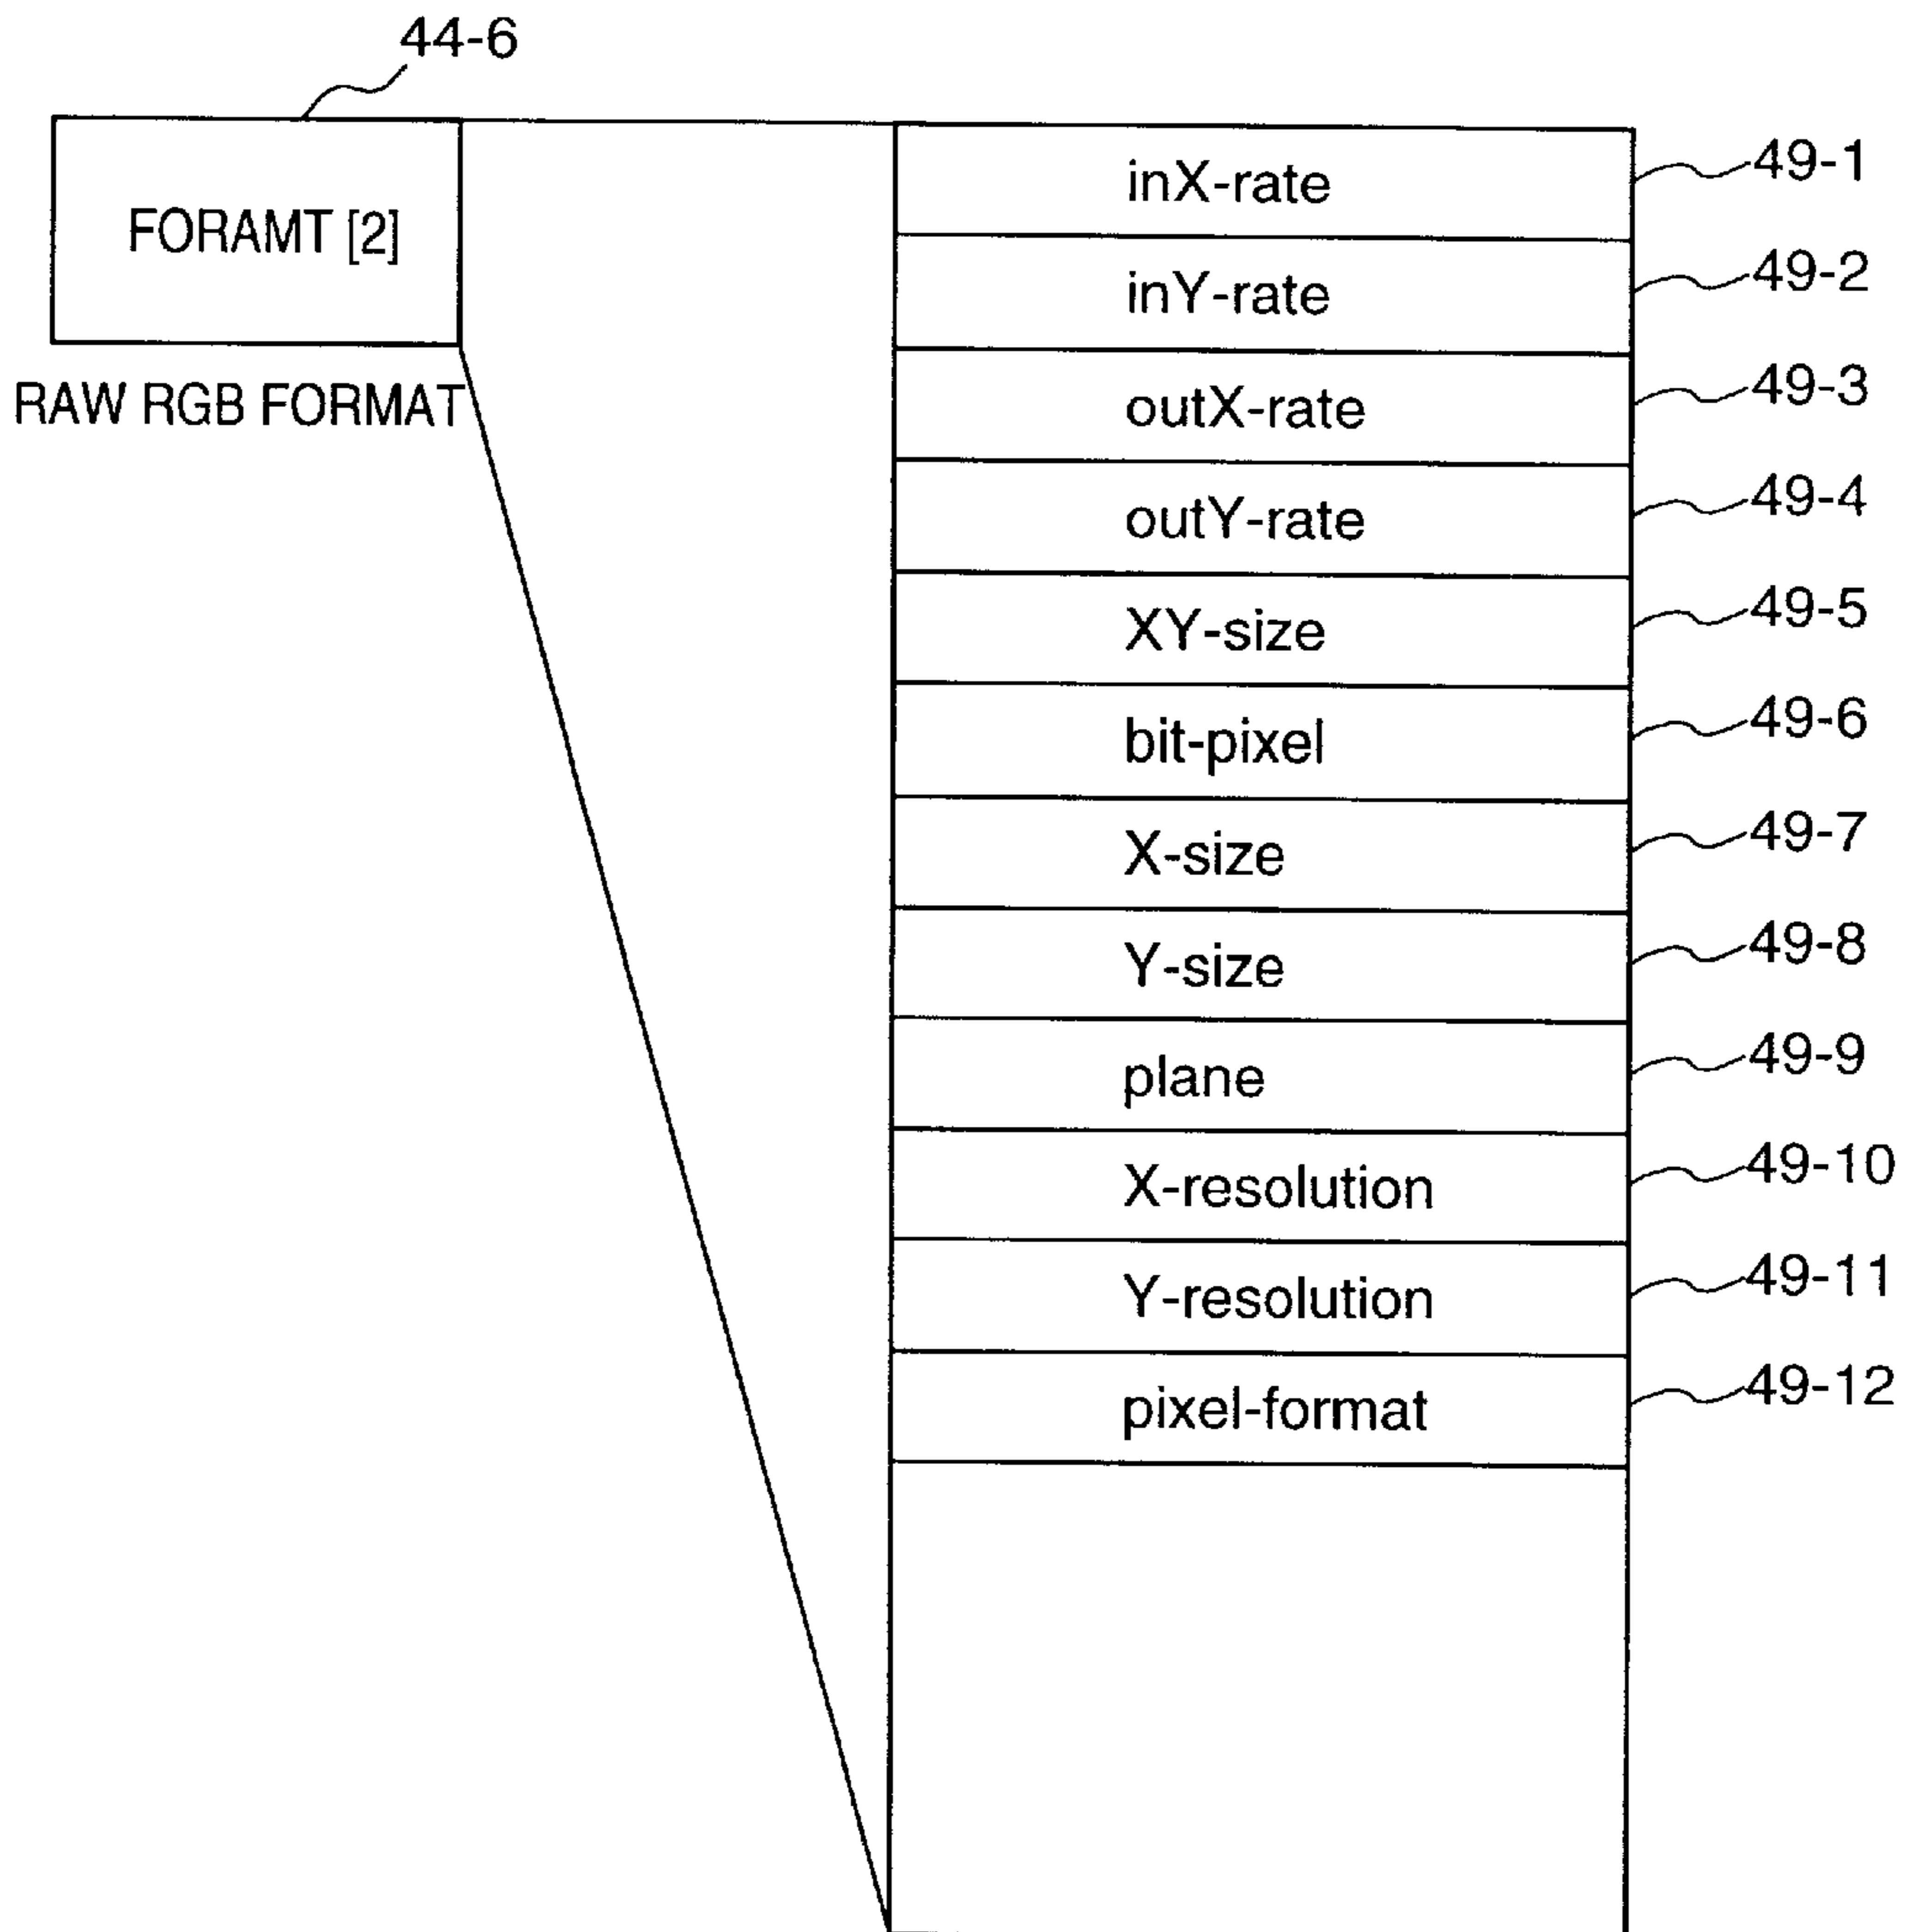 44-6
FORAMT [2]
RAW RGB FORMAT
inX-rate 49-1
inY-rate 49-2
outX-rate 49-3
outY-rate 49-4
XY-size 49-5
bit-pixel 49-6
X-size 49-7
Y-size 49-8
plane 49-9
X-resolution 49-10
Y-resolution 49-11
pixel-format 49-12